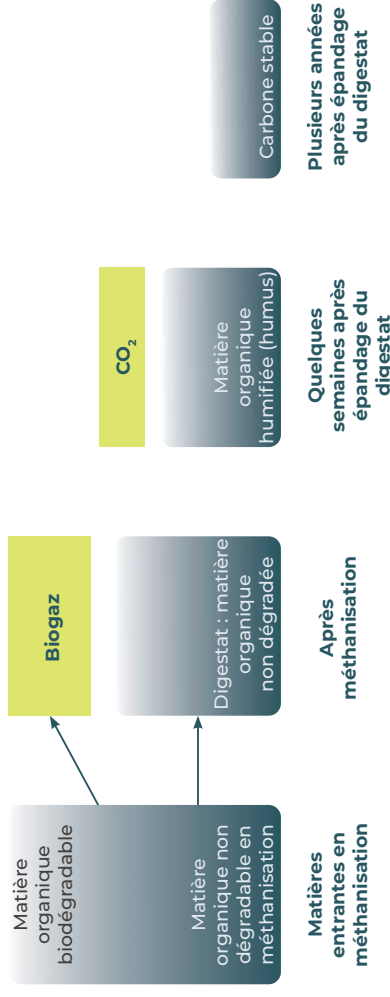 Matière
organique
biodégradable
Matière
organique non
dégradable en
méthanisation
Matières
entrantes en
méthanisation
Biogaz
Digestat : matière
organique
non dégradée
Après
méthanisation
CO₂
Matière
organique
humifiée (humus)
Quelques
semaines après
épandage du
digestat
Carbone stable
Plusieurs années
après épandage
du digestat